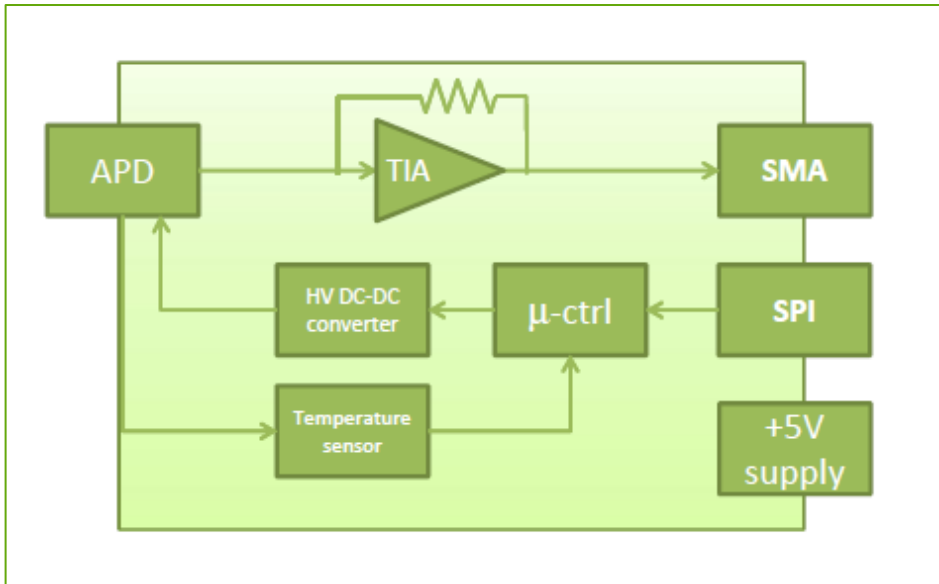 APD
TIA
SMA
HV DC-DC
converter
μ-ctrl
SPI
Temperature
sensor
+5V
supply